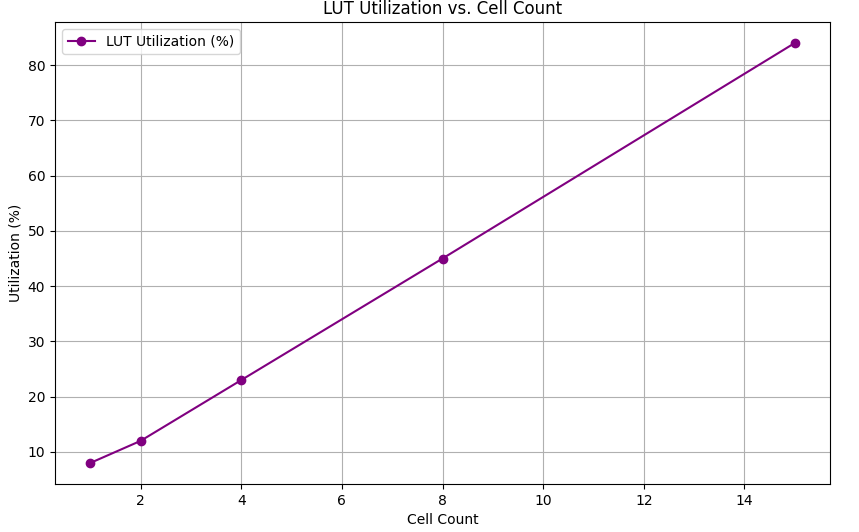 LUT Utilization vs. Cell Count
LUT Utilization (%)
Utilization (%)
80
70
60
50
40
30
20
10
2 4 6 8 10 12 14
Cell Count